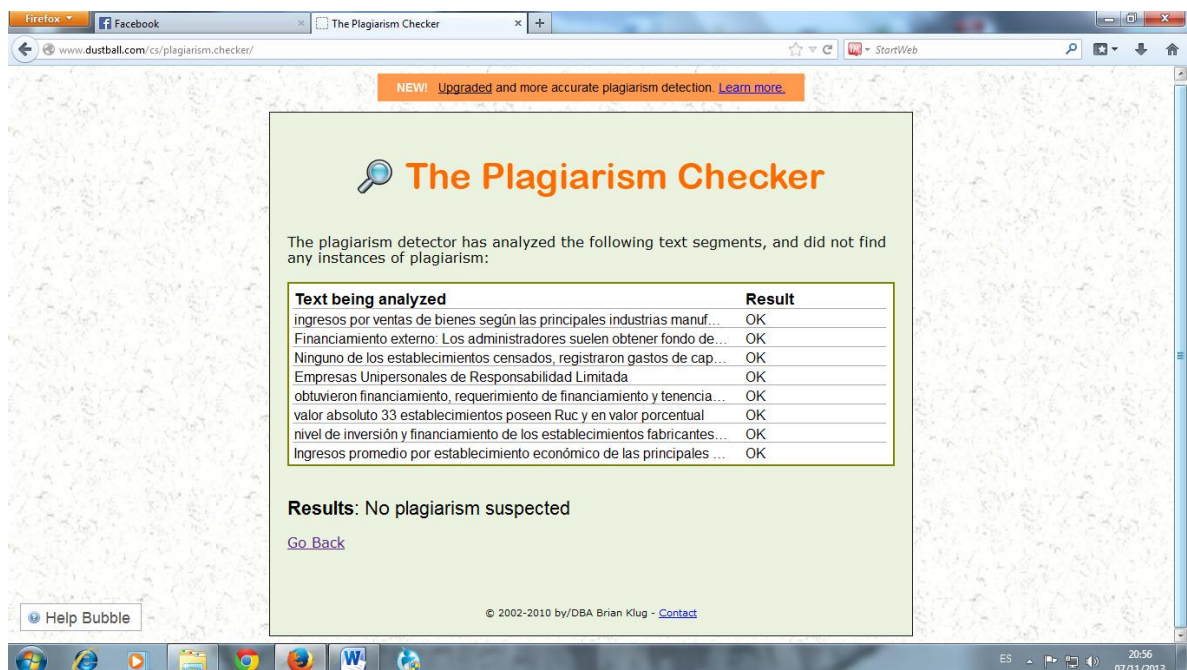 Firefox
Facebook
The Plagiarism Checker
www.dustball.com/cs/plagiarism.checker/
StartWeb
NEW! Upgraded and more accurate plagiarism detection. Learn more.
The Plagiarism Checker
The plagiarism detector has analyzed the following text segments, and did not find
any instances of plagiarism:
Text being analyzed Result
ingresos por ventas de bienes según las principales industrias manuf... OK
Financiamiento externo: Los administradores suelen obtener fondo de... OK
Ninguno de los establecimientos censados, registraron gastos de cap... OK
Empresas Unipersonales de Responsabilidad Limitada OK
obtuvieron financiamiento, requerimiento de financiamiento y tenencia... OK
valor absoluto 33 establecimientos poseen Ruc y en valor porcentual OK
nivel de inversión y financiamiento de los establecimientos fabricantes... OK
Ingresos promedio por establecimiento económico de las principales ... OK
Results: No plagiarism suspected
Go Back
© 2002-2010 by/DBA Brian Klug - Contact
Help Bubble
ES
20:56
07/11/2013